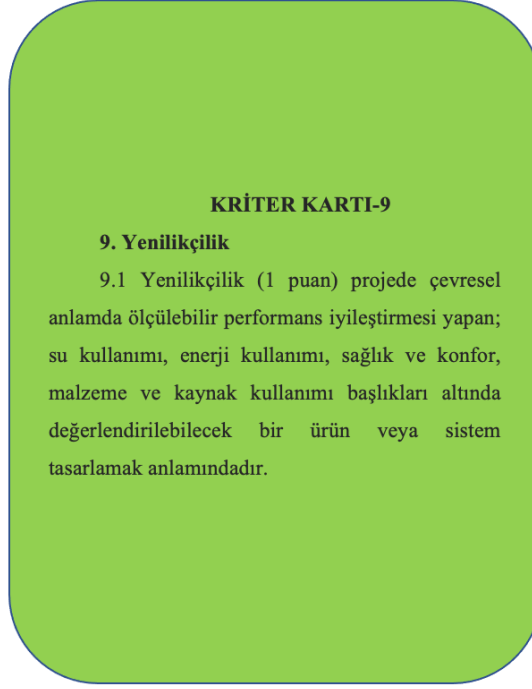 KRİTER KARTI-9
9. Yenilikçilik
9.1 Yenilikçilik (1 puan) projede çevresel
anlamda ölçülebilir performans iyileştirmesi yapan;
su kullanımı, enerji kullanımı, sağlık ve konfor,
malzeme ve kaynak kullanımı başlıkları altında
değerlendirilebilecek bir ürün veya sistem
tasarlamak anlamındadır.